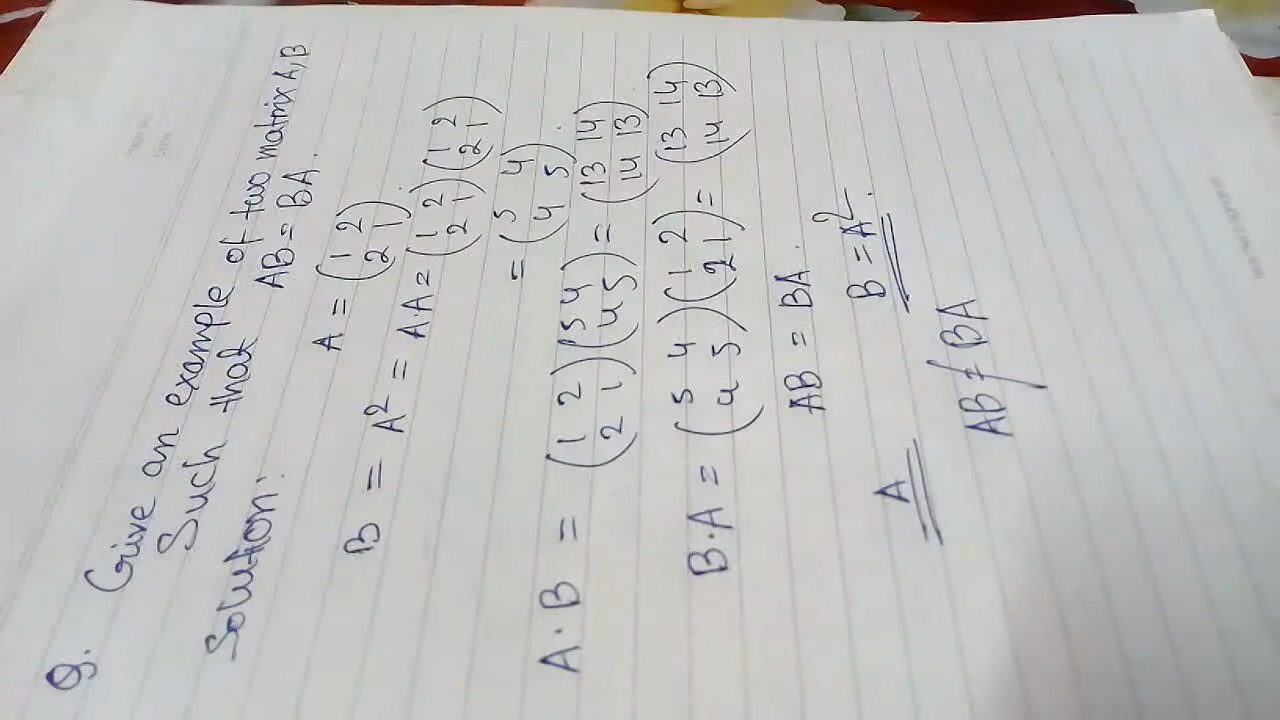 Q. Give an example of two matrix A, B
Such that AB = BA.
Solution:
A = (1 2
2 1)
B = A² = A.A = (1 2
2 1) (1 2
2 1)
= (5 4
4 5).
A.B = (1 2
2 1) (5 4
4 5) = (13 14
14 13)
B.A = (5 4
4 5) (1 2
2 1) = (13 14
14 13)
AB = BA.
A B = A².
AB ≠ BA